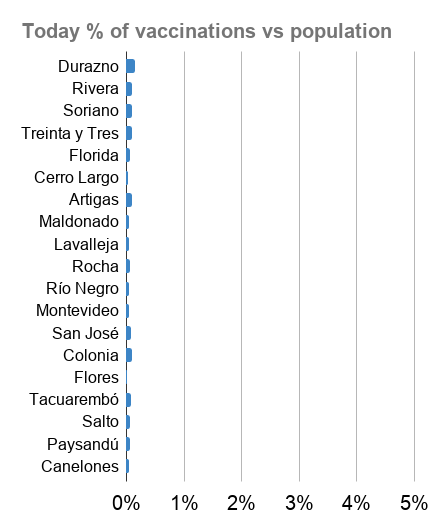 Today % of vaccinations vs population
Durazno
Rivera
Soriano
Treinta y Tres
Florida
Cerro Largo
Artigas
Maldonado
Lavalleja
Rocha
Río Negro
Montevideo
San José
Colonia
Flores
Tacuarembó
Salto
Paysandú
Canelones
0% 1% 2% 3% 4% 5%